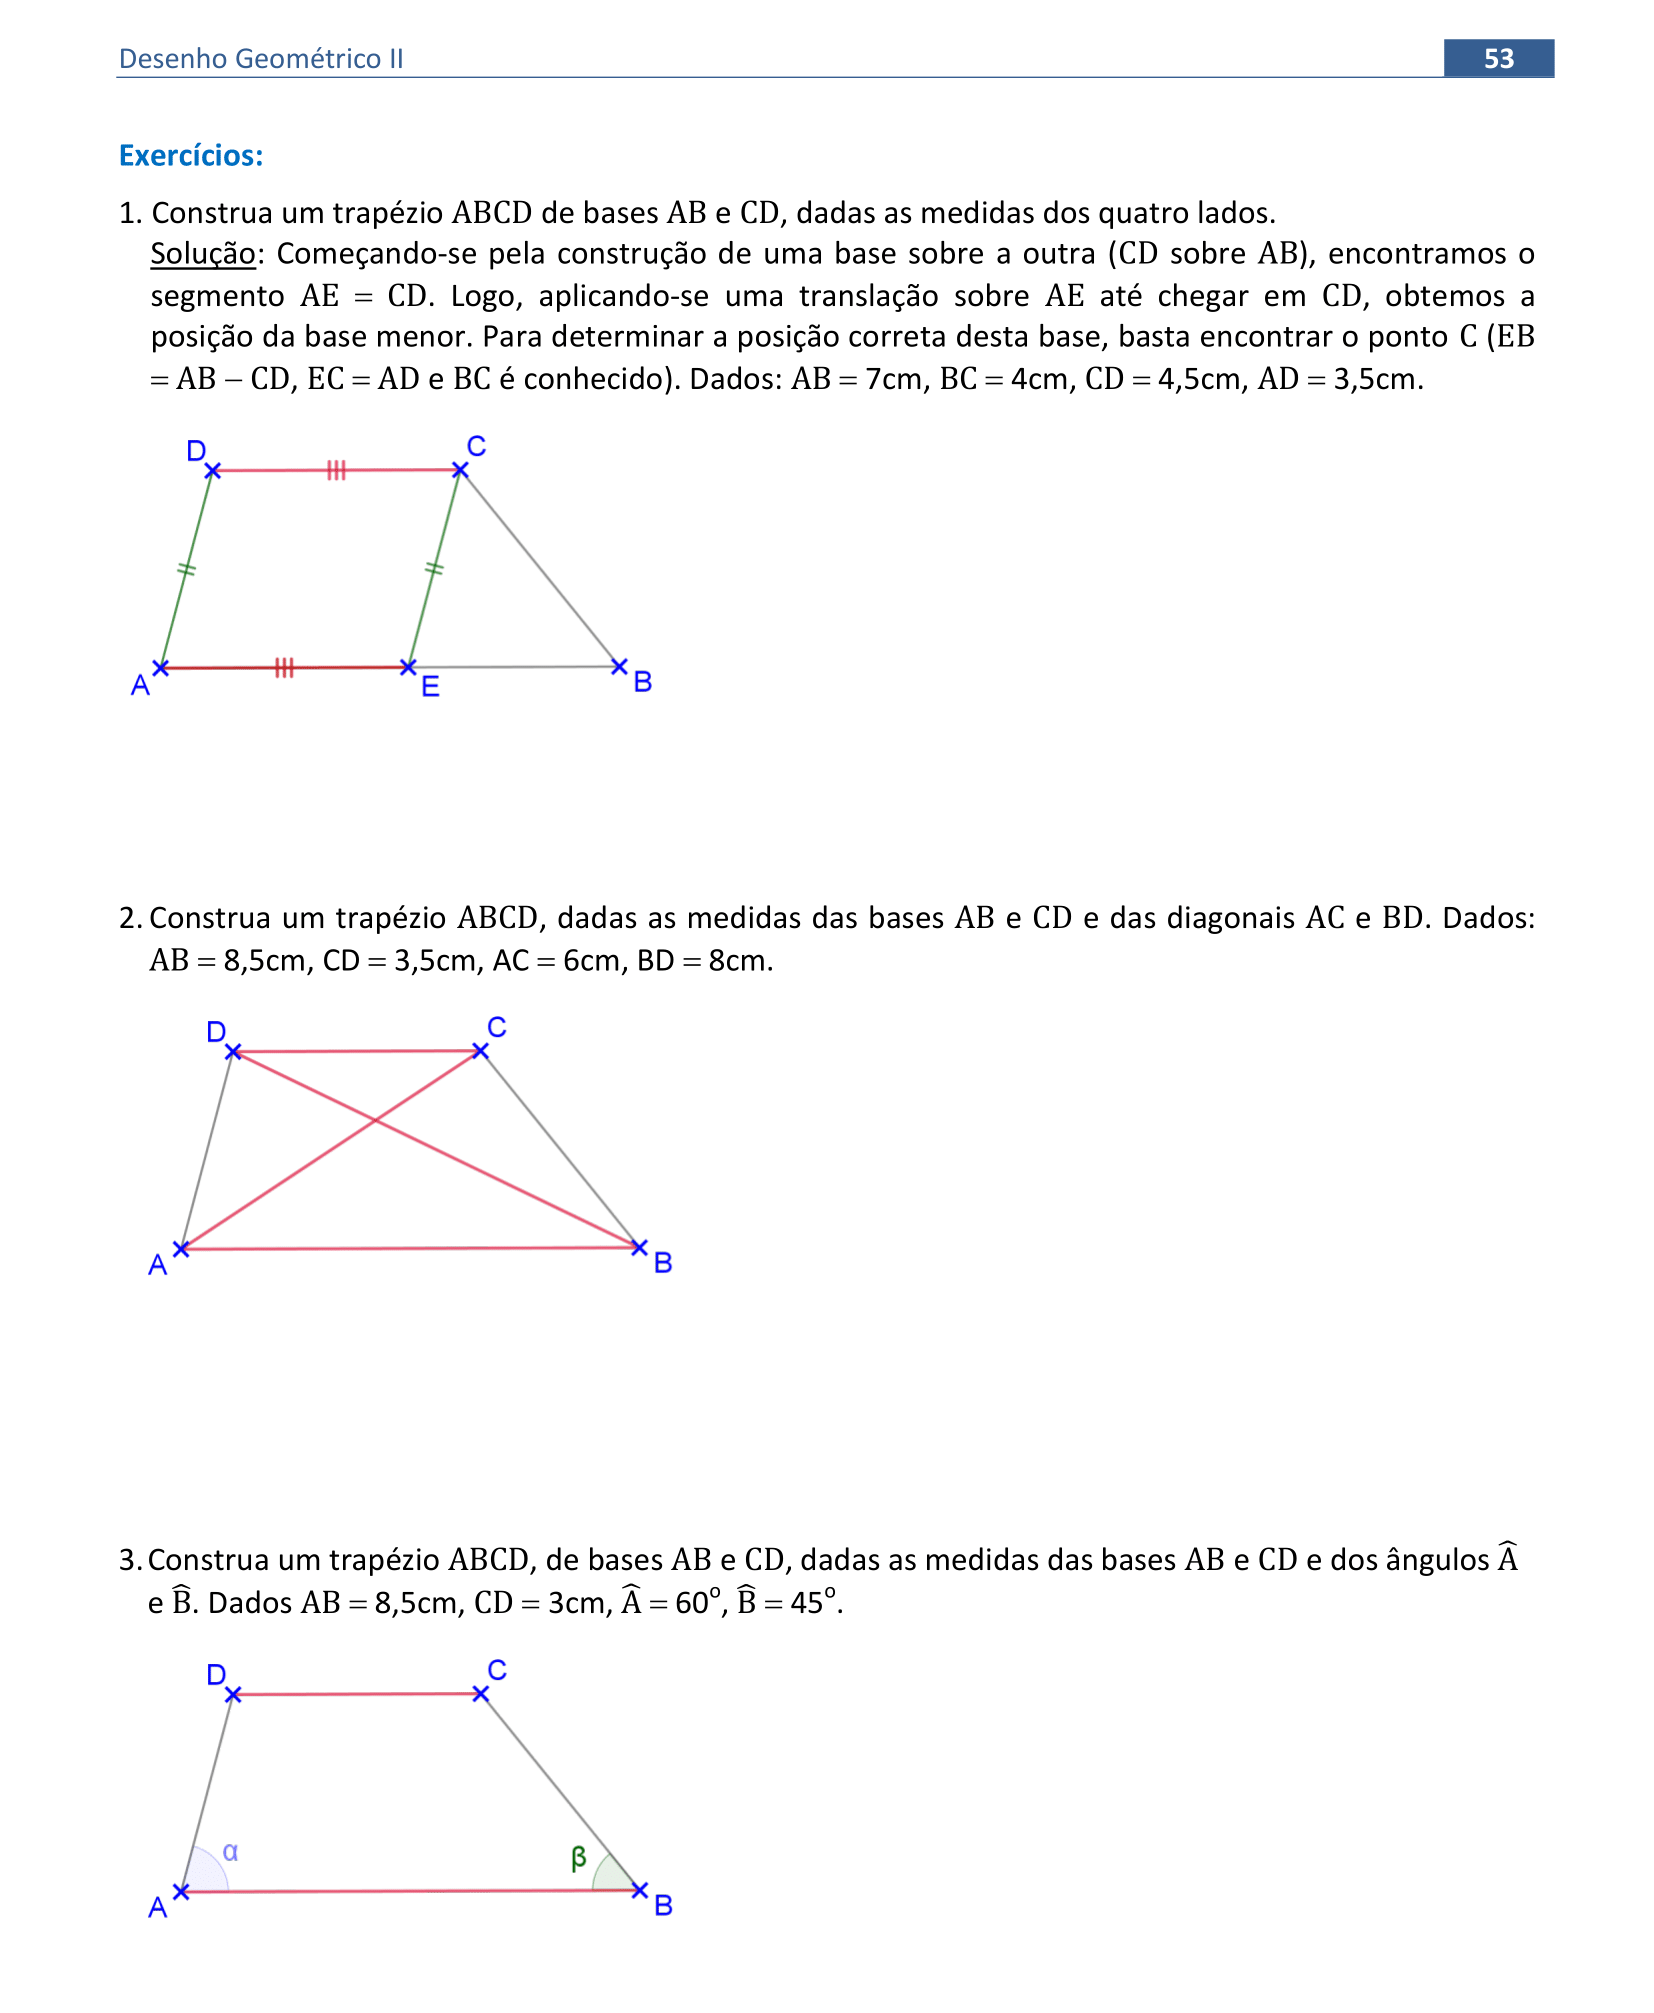 Desenho Geométrico II
53
Exercícios:
1. Construa um trapézio ABCD de bases AB e CD, dadas as medidas dos quatro lados.
Solução: Começando-se pela construção de uma base sobre a outra (CD sobre AB), encontramos o
segmento AE = CD. Logo, aplicando-se uma translação sobre AE até chegar em CD, obtemos a
posição da base menor. Para determinar a posição correta desta base, basta encontrar o ponto C (EB
= AB – CD, EC = AD e BC é conhecido). Dados: AB = 7cm, BC = 4cm, CD = 4,5cm, AD = 3,5cm.
D C
A E B
2. Construa um trapézio ABCD, dadas as medidas das bases AB e CD e das diagonais AC e BD. Dados:
AB = 8,5cm, CD = 3,5cm, AC = 6cm, BD = 8cm.
D C
A B
3. Construa um trapézio ABCD, de bases AB e CD, dadas as medidas das bases AB e CD e dos ângulos Â
e B̂. Dados AB = 8,5cm, CD = 3cm, Â = 60º, B̂ = 45º.
D C
α β
A B